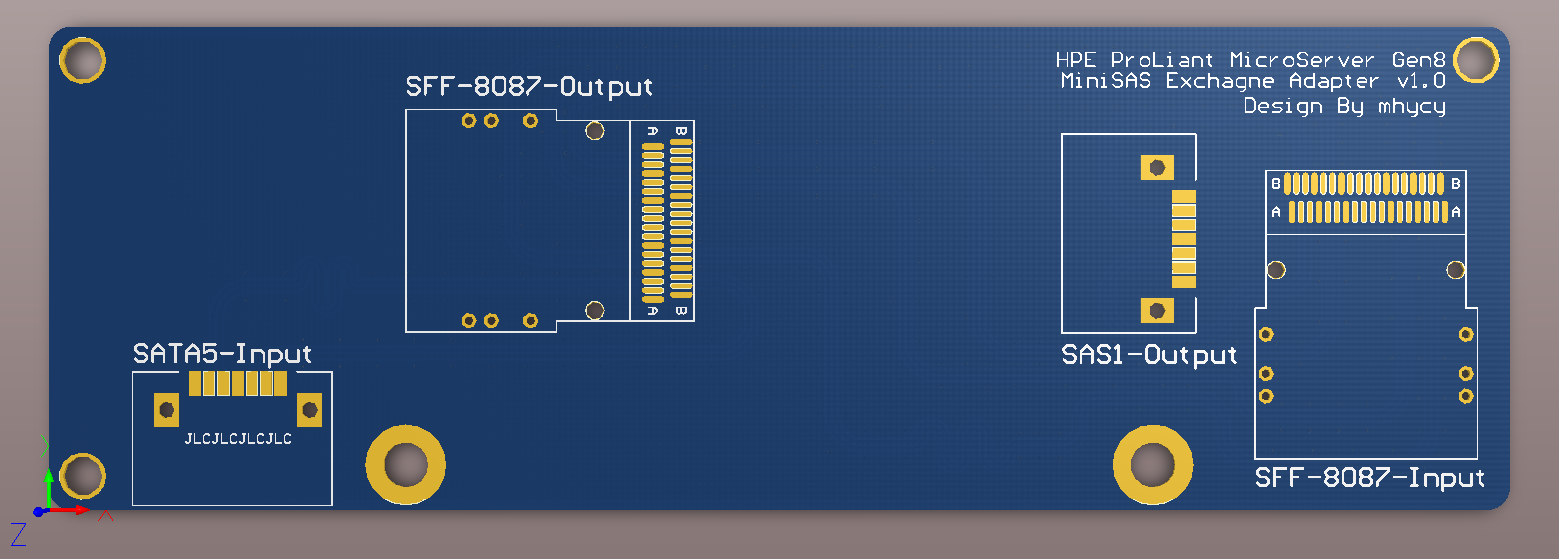 HPE ProLiant MicroServer Gen8
MiniSAS Exchagne Adapter v1.0
Design By mhycy
SFF-8087-Output
A B
A B
B B
A A
SATA5-Input
JLCJLCJLCJLC
SAS1-Output
SFF-8087-Input
Y
X
Z